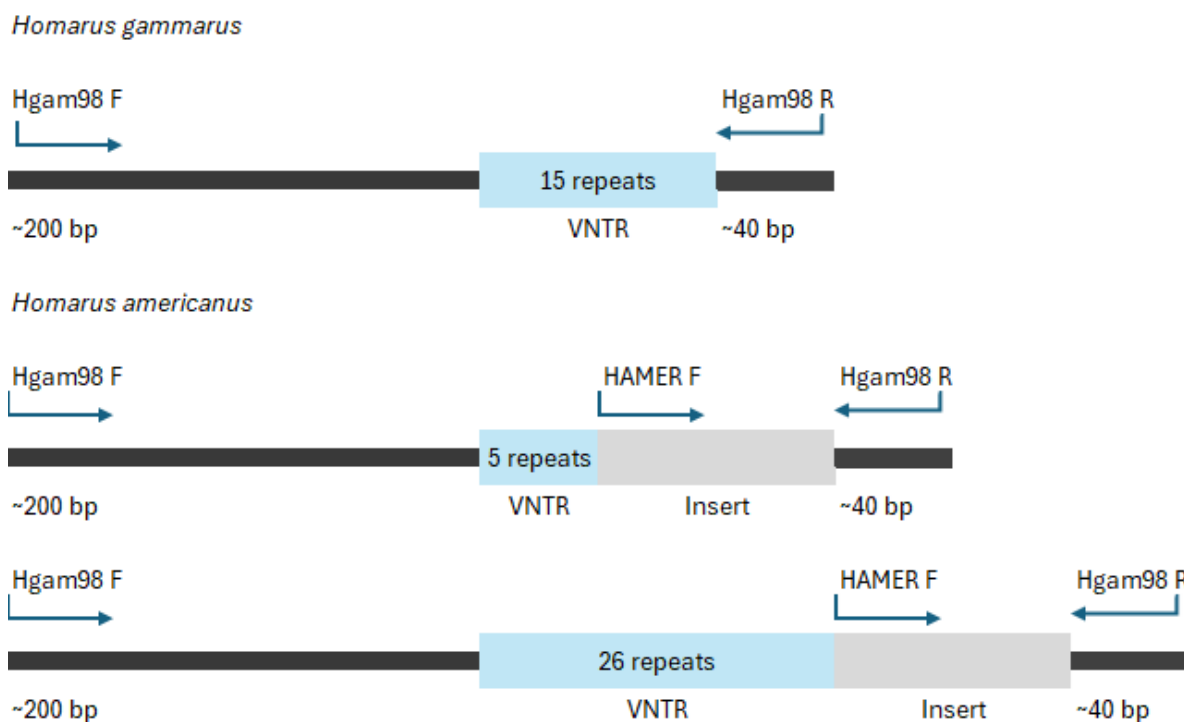 Homarus gammarus
Hgam98 F
Hgam98 R
15 repeats
~200 bp
VNTR
~40 bp
Homarus americanus
Hgam98 F
HAMER F
Hgam98 R
5 repeats
~200 bp
VNTR
Insert
~40 bp
Hgam98 F
HAMER F
Hgam98 R
26 repeats
~200 bp
VNTR
Insert
~40 bp